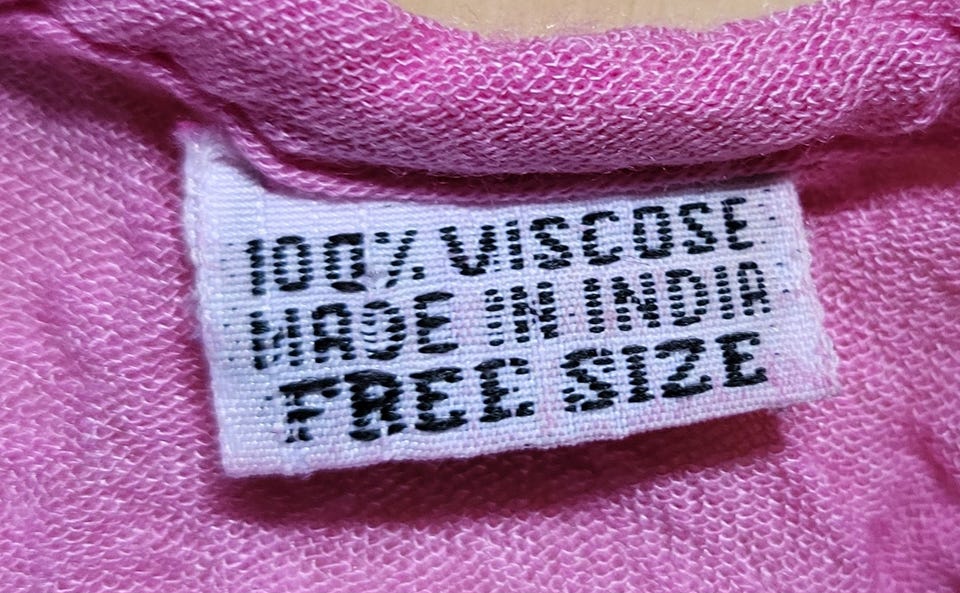 100% VISCOSE
MADE IN INDIA
FREE SIZE